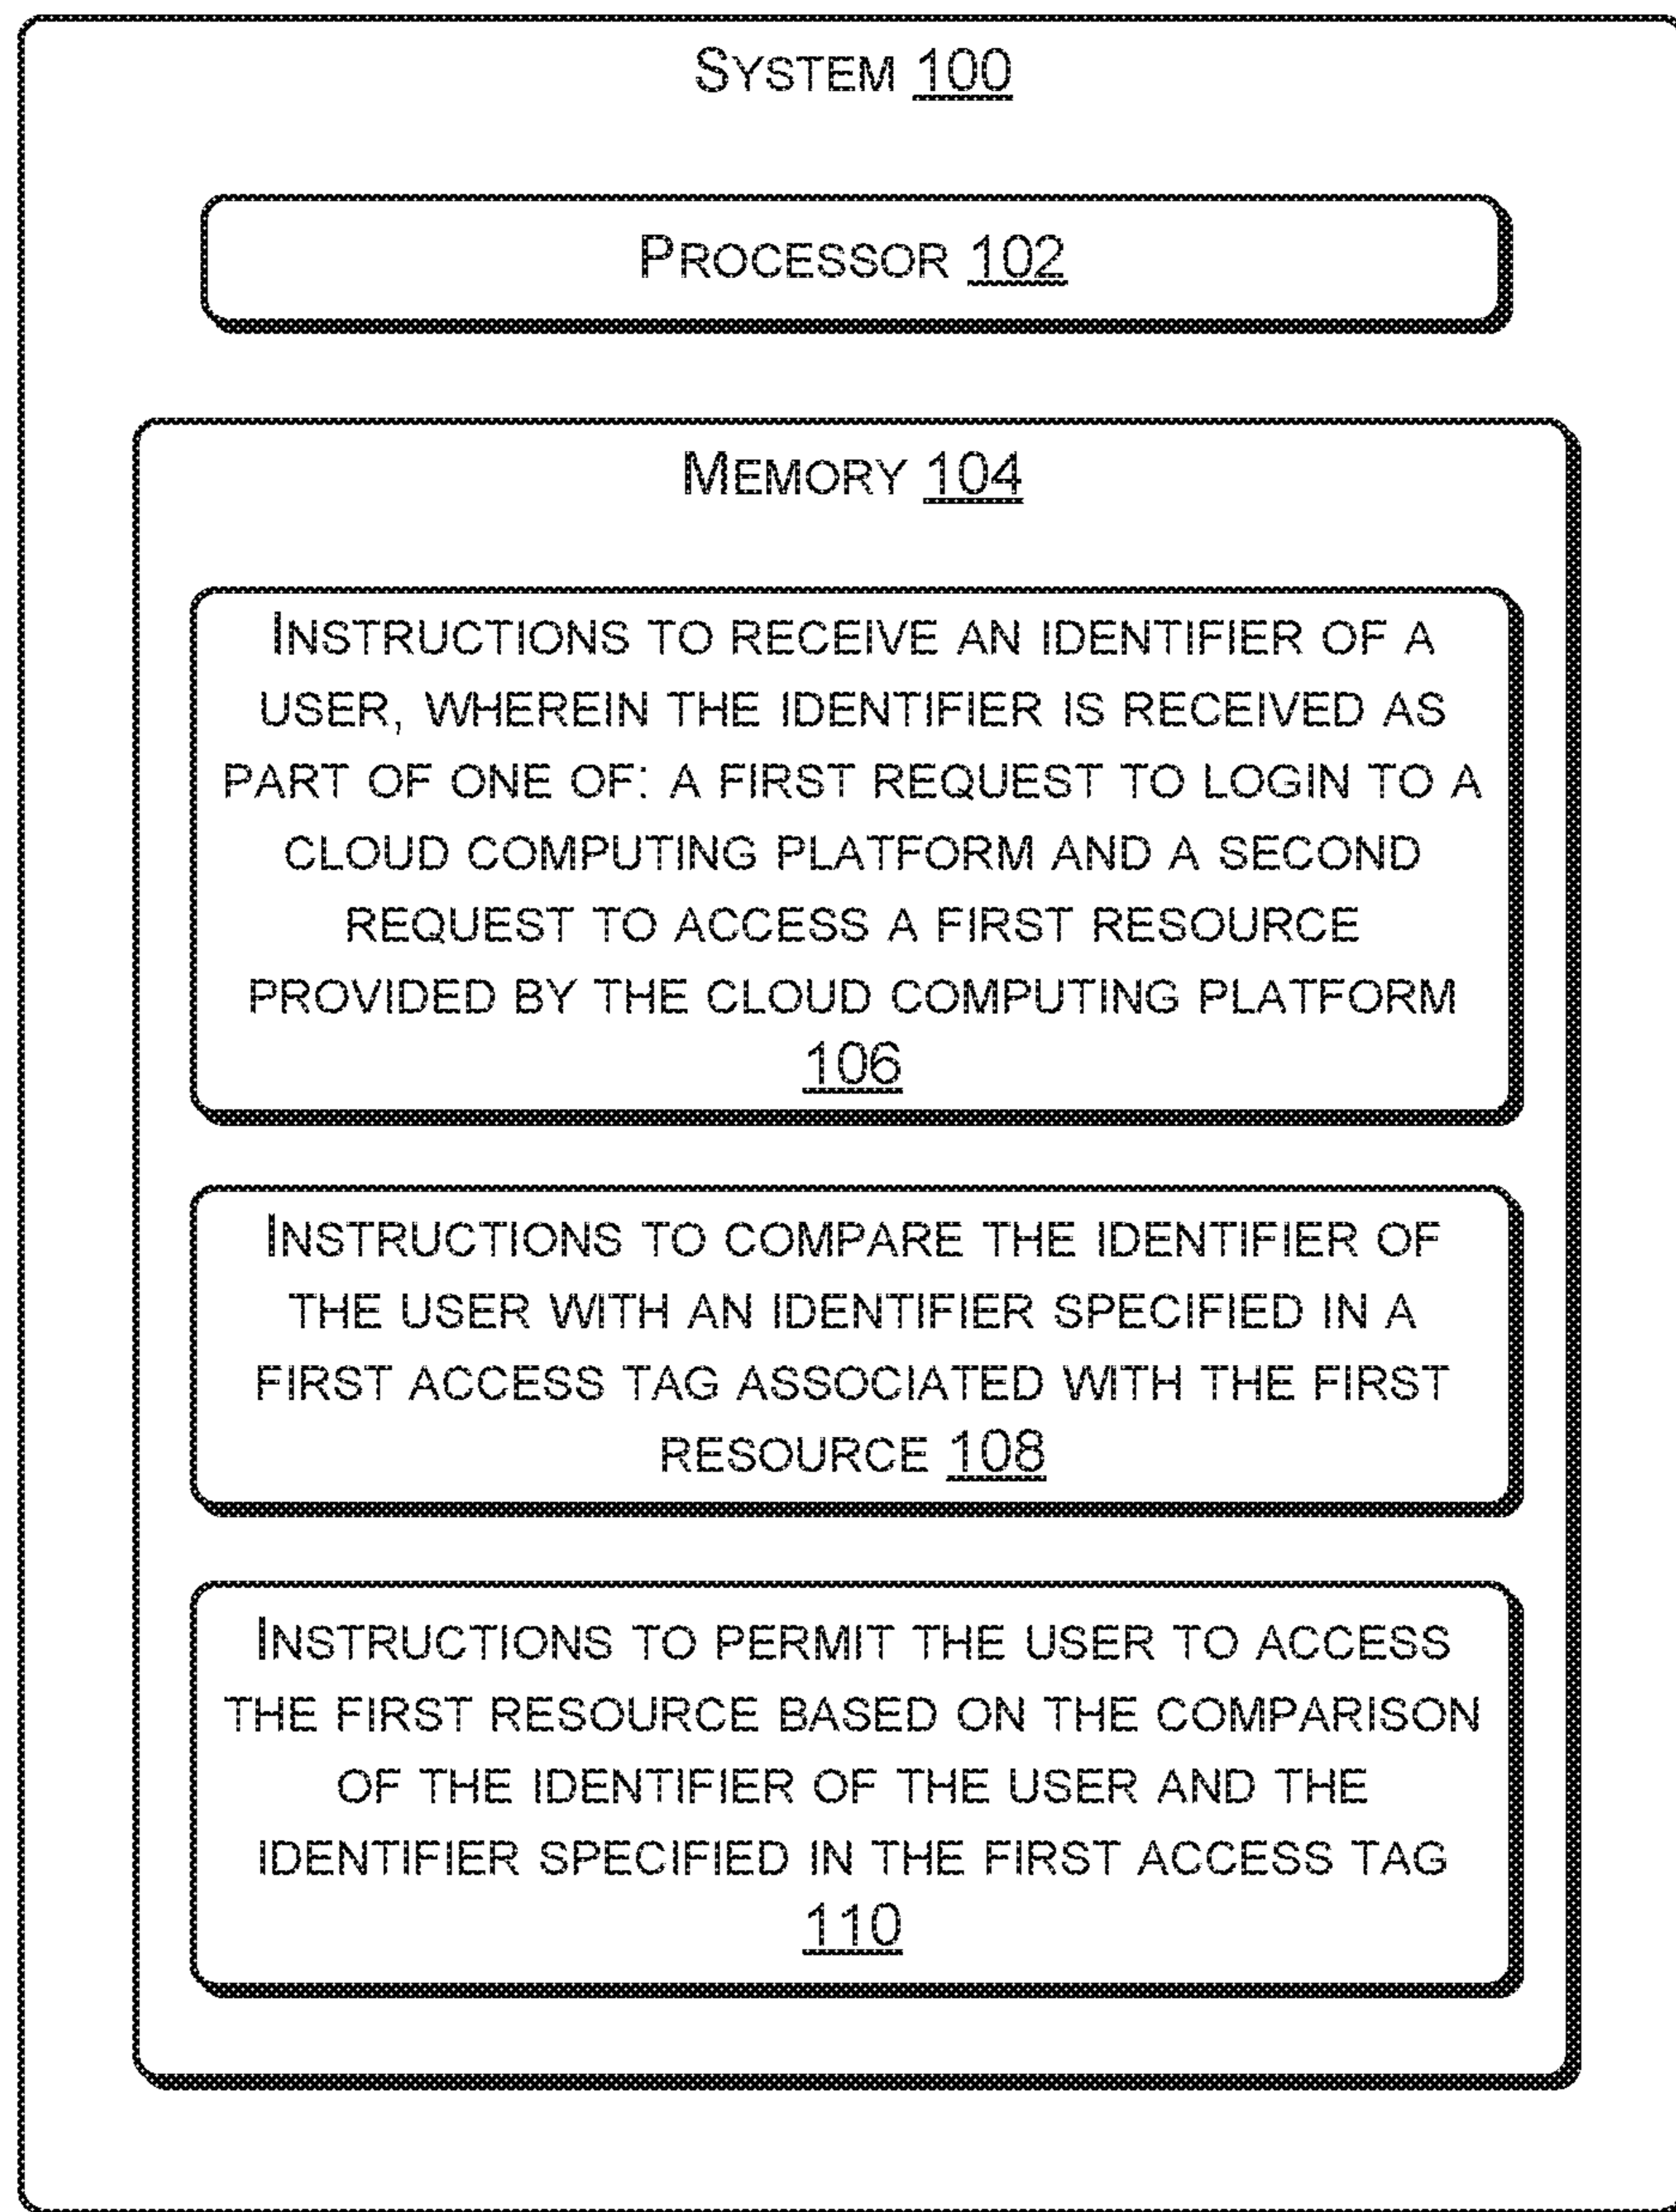 SYSTEM 100
PROCESSOR 102
MEMORY 104
INSTRUCTIONS TO RECEIVE AN IDENTIFIER OF A
USER, WHEREIN THE IDENTIFIER IS RECEIVED AS
PART OF ONE OF: A FIRST REQUEST TO LOGIN TO A
CLOUD COMPUTING PLATFORM AND A SECOND
REQUEST TO ACCESS A FIRST RESOURCE
PROVIDED BY THE CLOUD COMPUTING PLATFORM
106
INSTRUCTIONS TO COMPARE THE IDENTIFIER OF
THE USER WITH AN IDENTIFIER SPECIFIED IN A
FIRST ACCESS TAG ASSOCIATED WITH THE FIRST
RESOURCE 108
INSTRUCTIONS TO PERMIT THE USER TO ACCESS
THE FIRST RESOURCE BASED ON THE COMPARISON
OF THE IDENTIFIER OF THE USER AND THE
IDENTIFIER SPECIFIED IN THE FIRST ACCESS TAG
110